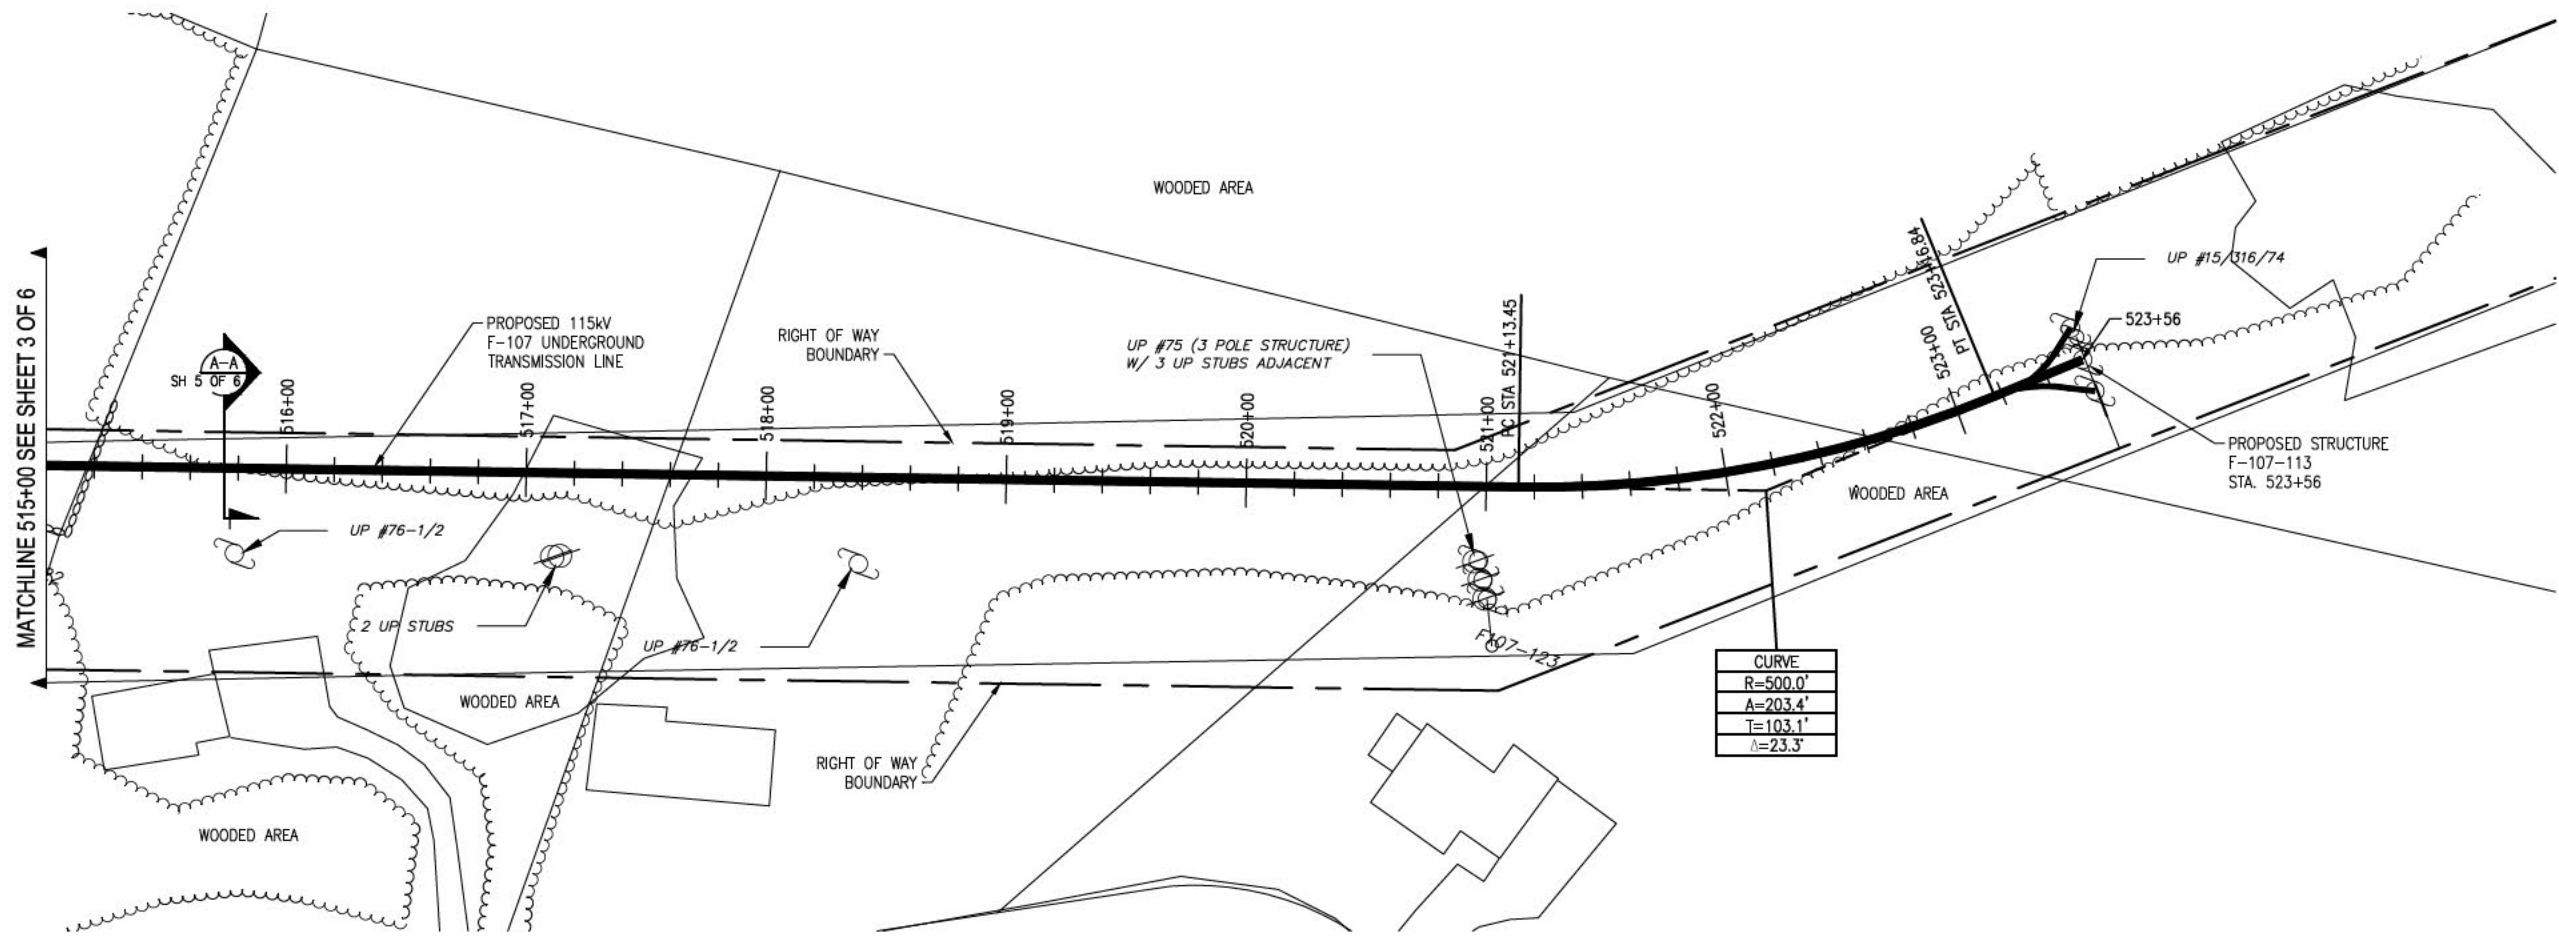 WOODED AREA
MATCHLINE 515+00 SEE SHEET 3 OF 6
A-A
SH 5 OF 6
516+00
PROPOSED 115kV
F-107 UNDERGROUND
TRANSMISSION LINE
517+00
RIGHT OF WAY
BOUNDARY
518+00
519+00
520+00
UP #75 (3 POLE STRUCTURE)
W/ 3 UP STUBS ADJACENT
521+00
PC STA 521+13.45
522+00
523+00
PT STA 523+16.84
UP #15/316/74
523+56
PROPOSED STRUCTURE
F-107-113
STA. 523+56
WOODED AREA
UP #76-1/2
2 UP STUBS
UP #76-1/2
F107-123
WOODED AREA
RIGHT OF WAY
BOUNDARY
WOODED AREA
CURVE
R=500.0'
A=203.4'
T=103.1'
Δ=23.3°